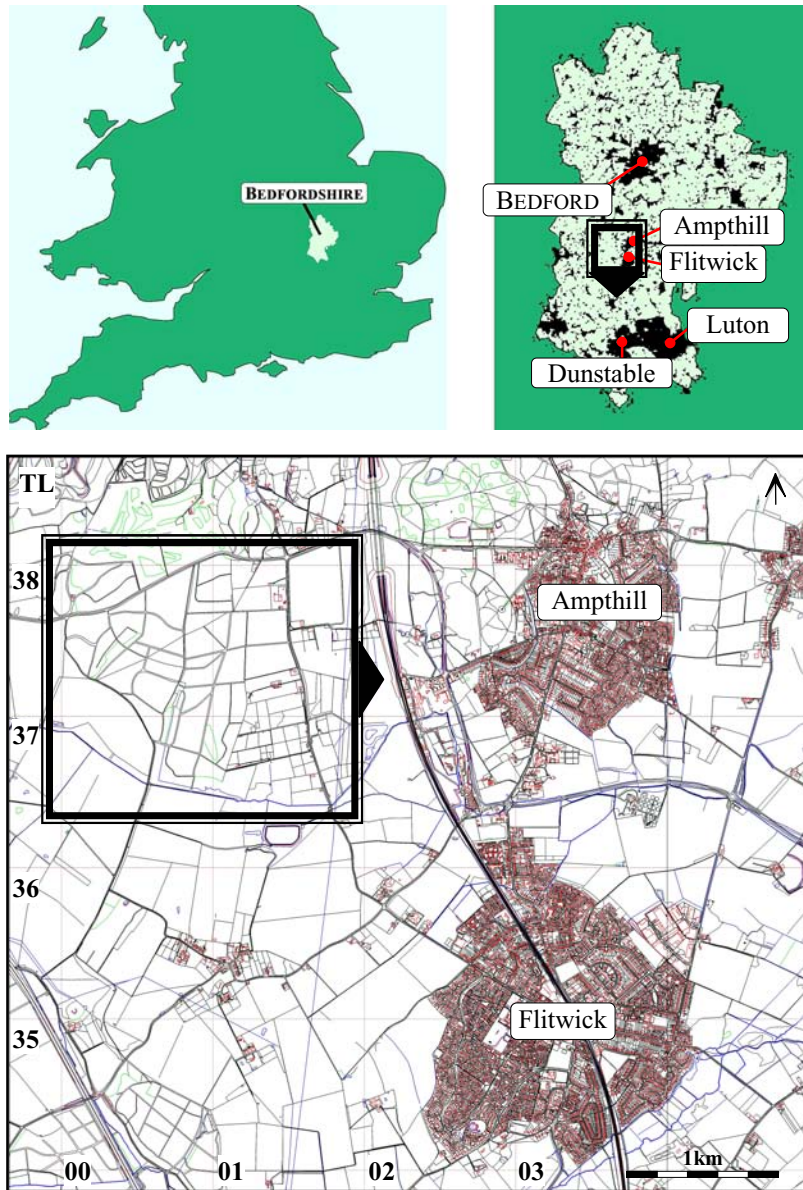 BEDFORDSHIRE
BEDFORD
Ampthill
Flitwick
Luton
Dunstable
TL
38
Ampthill
37
36
35
Flitwick
00 01 02 03
1km